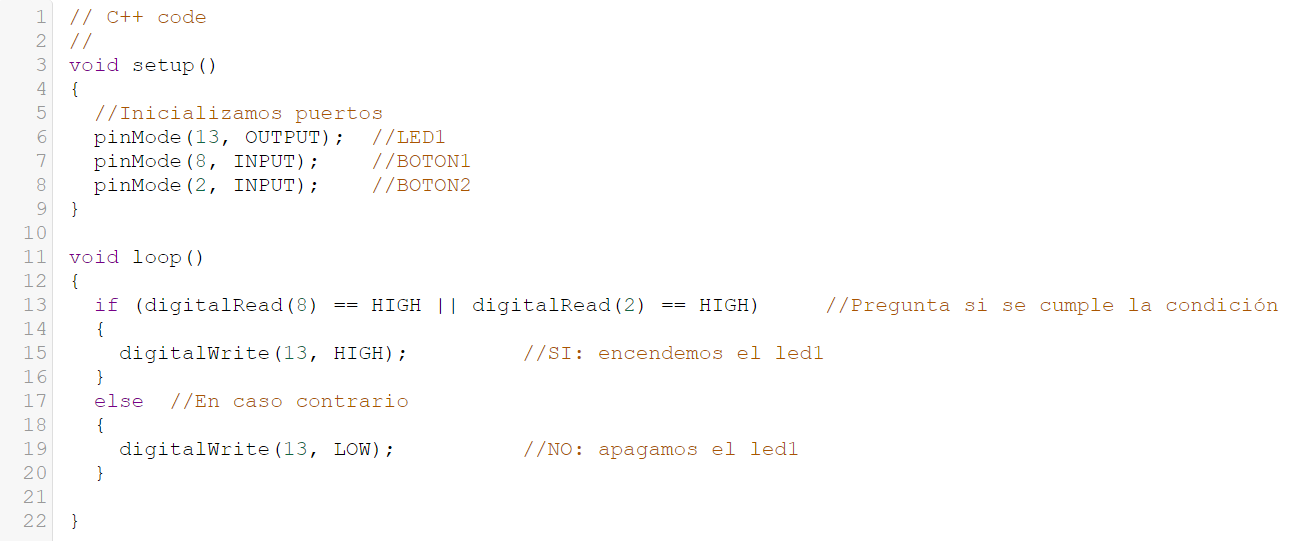 1 // C++ code
2 //
3 void setup()
4 {
5   //Inicializamos puertos
6   pinMode(13, OUTPUT);  //LED1
7   pinMode(8, INPUT);    //BOTON1
8   pinMode(2, INPUT);    //BOTON2
9 }
10
11 void loop()
12 {
13   if (digitalRead(8) == HIGH || digitalRead(2) == HIGH)     //Pregunta si se cumple la condición
14   {
15     digitalWrite(13, HIGH);         //SI: encendemos el led1
16   }
17   else  //En caso contrario
18   {
19     digitalWrite(13, LOW);          //NO: apagamos el led1
20   }
21
22 }